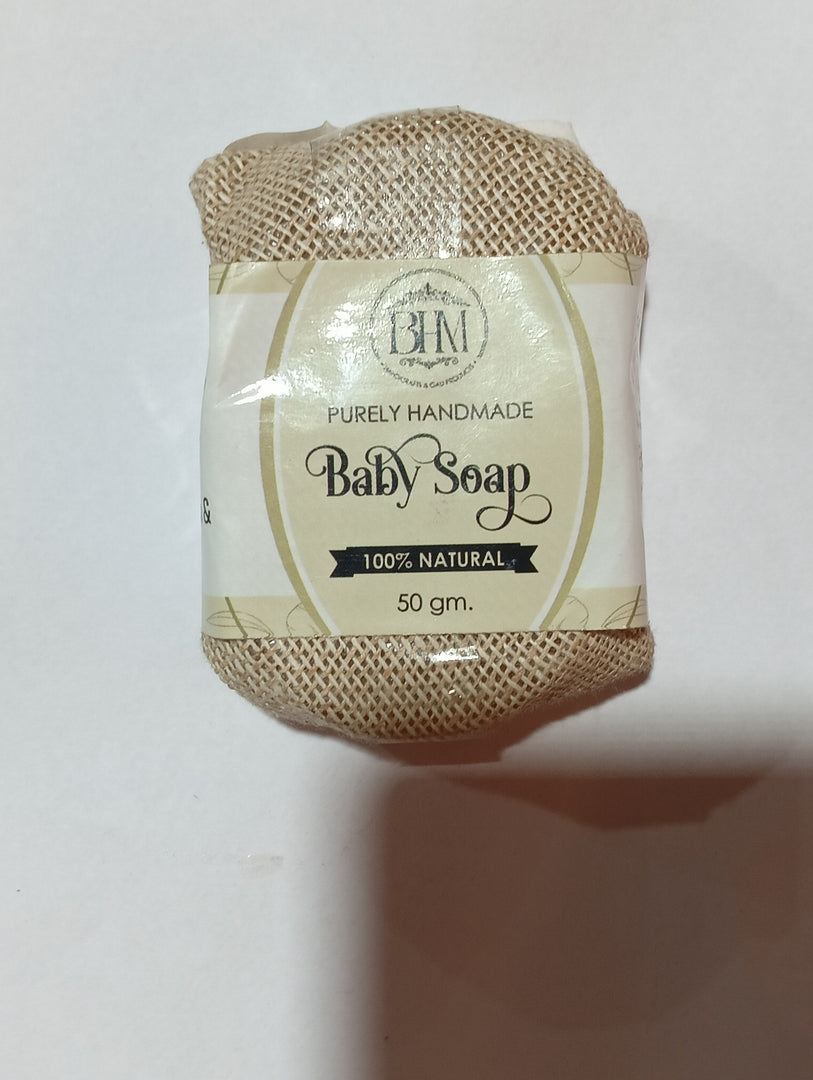 BHM
PURELY HANDMADE
Baby Soap
100% NATURAL
50 gm.
&